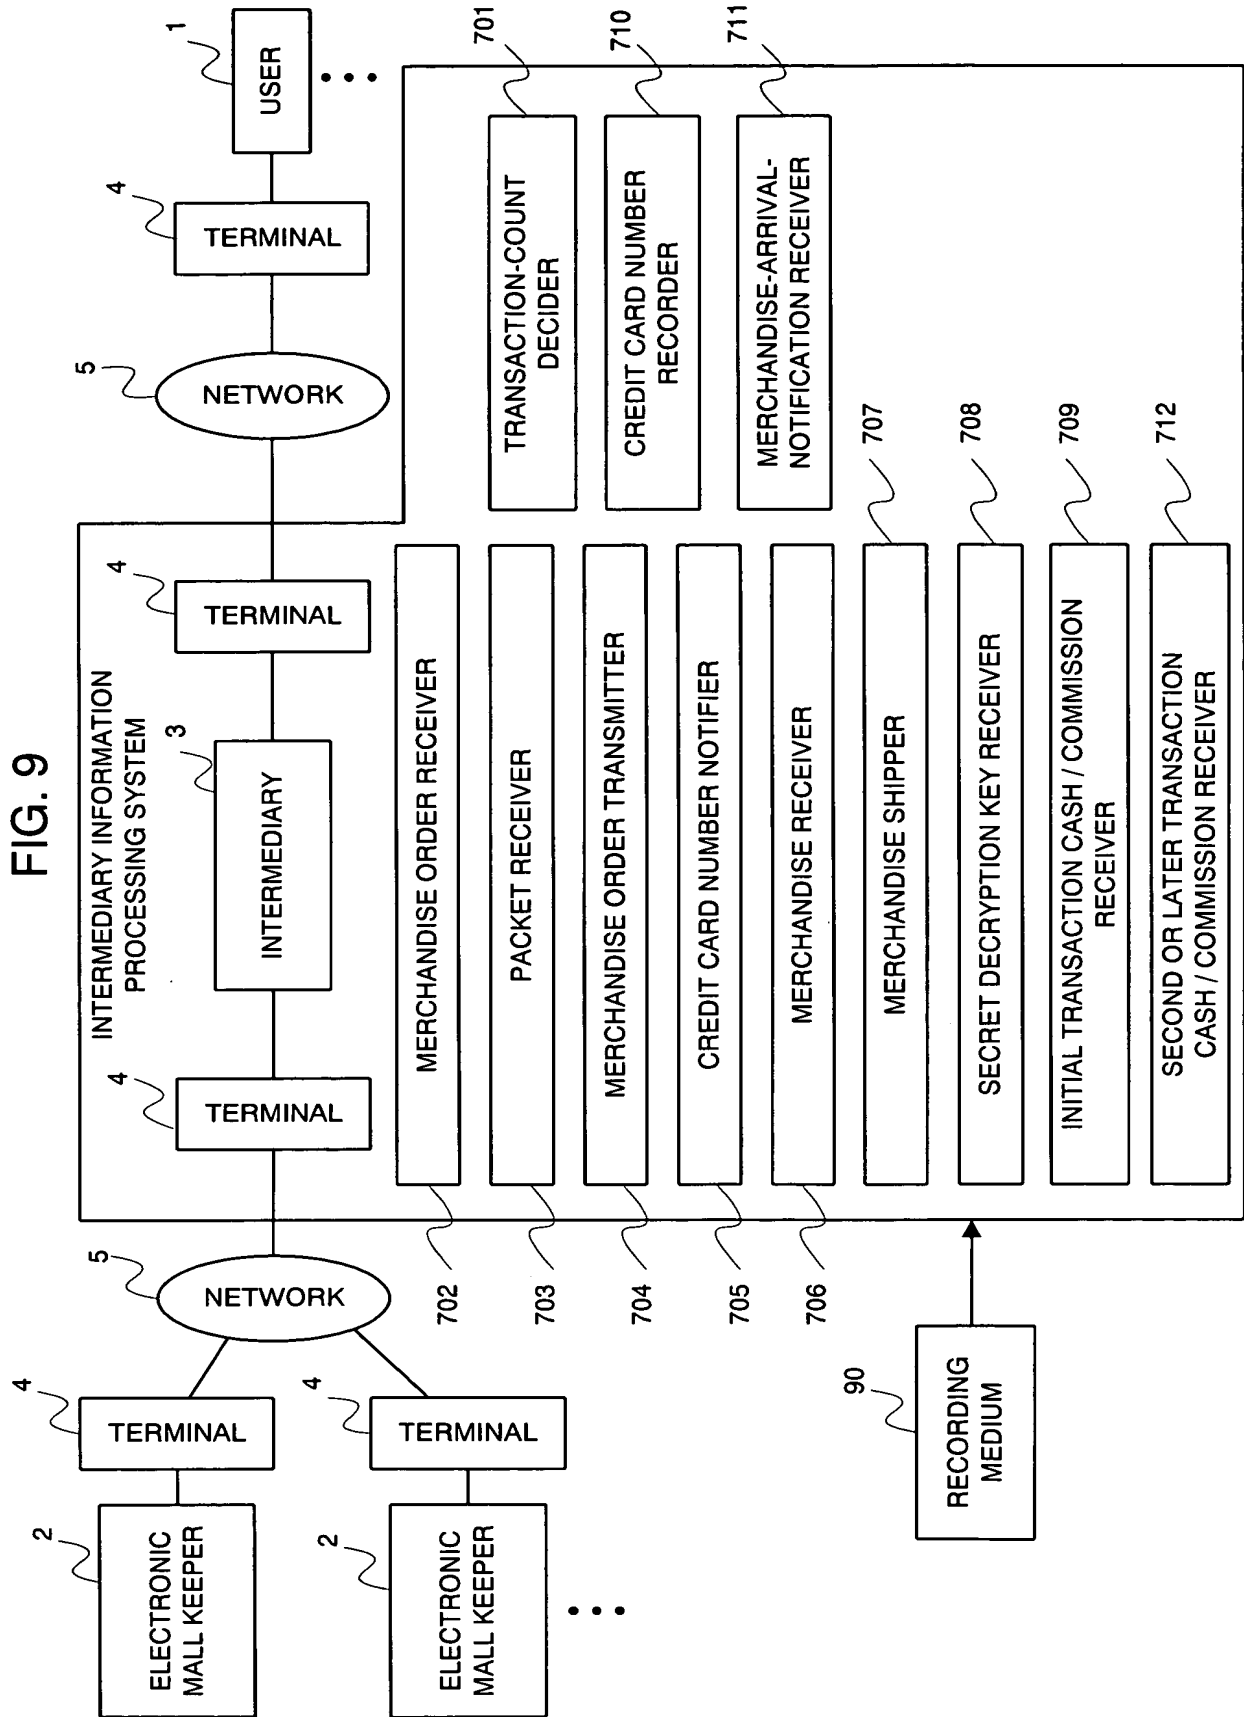 FIG. 9
2
ELECTRONIC
MALL KEEPER
4
TERMINAL
2
ELECTRONIC
MALL KEEPER
4
TERMINAL
5
NETWORK
INTERMEDIARY INFORMATION
PROCESSING SYSTEM
4
TERMINAL
3
INTERMEDIARY
4
TERMINAL
5
NETWORK
4
TERMINAL
1
USER
702
MERCHANDISE ORDER RECEIVER
703
PACKET RECEIVER
704
MERCHANDISE ORDER TRANSMITTER
705
CREDIT CARD NUMBER NOTIFIER
706
MERCHANDISE RECEIVER
MERCHANDISE SHIPPER
707
SECRET DECRYPTION KEY RECEIVER
708
INITIAL TRANSACTION CASH / COMMISSION
RECEIVER
709
SECOND OR LATER TRANSACTION
CASH / COMMISSION RECEIVER
712
TRANSACTION-COUNT
DECIDER
701
CREDIT CARD NUMBER
RECORDER
710
MERCHANDISE-ARRIVAL-
NOTIFICATION RECEIVER
711
90
RECORDING
MEDIUM